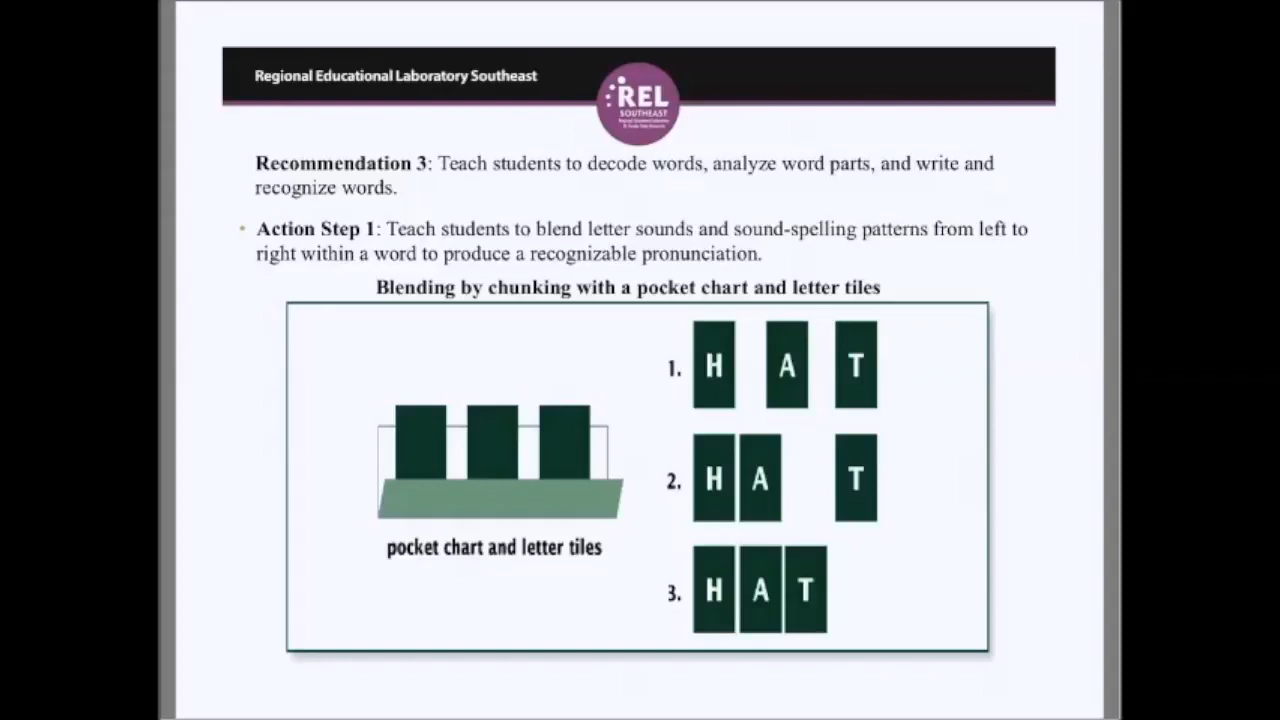 Regional Educational Laboratory Southeast
REL
SOUTHEAST
Recommendation 3: Teach students to decode words, analyze word parts, and write and
recognize words.
• Action Step 1: Teach students to blend letter sounds and sound-spelling patterns from left to
right within a word to produce a recognizable pronunciation.
Blending by chunking with a pocket chart and letter tiles
1. H A T
2. H A T
pocket chart and letter tiles
3. H A T